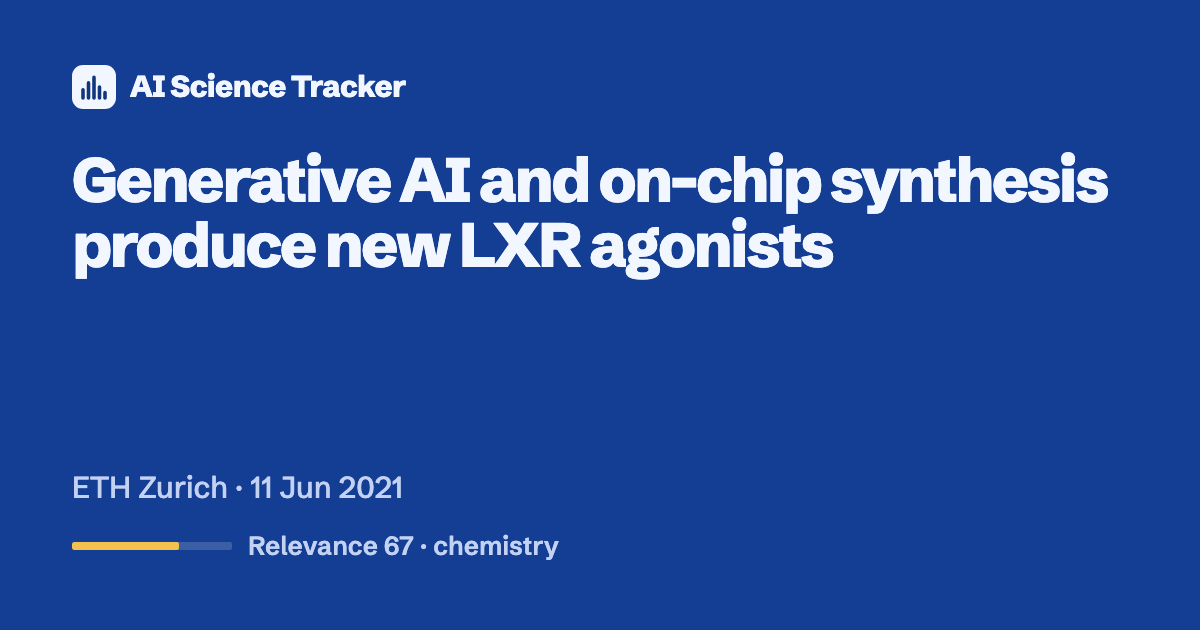 AI Science Tracker
Generative AI and on-chip synthesis
produce new LXR agonists
ETH Zurich · 11 Jun 2021
Relevance 67 · chemistry